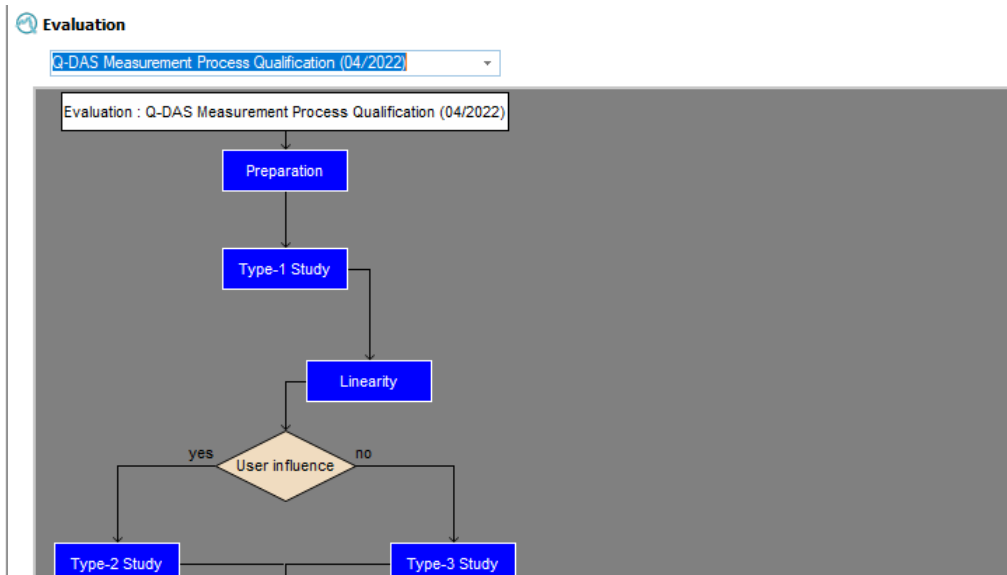 Evaluation
Q-DAS Measurement Process Qualification (04/2022)
Evaluation : Q-DAS Measurement Process Qualification (04/2022)
Preparation
Type-1 Study
Linearity
yes
no
User influence
Type-2 Study
Type-3 Study